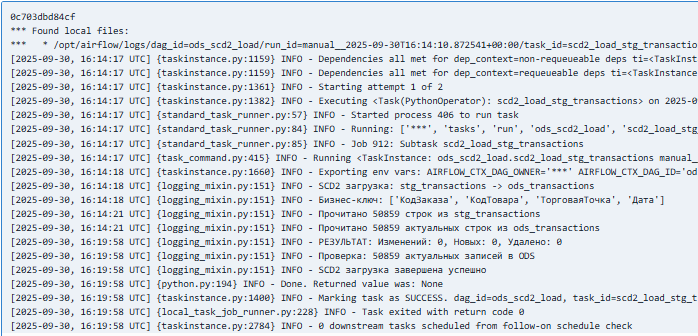 0c703dbd84cf
*** Found local files:
***   * /opt/airflow/logs/dag_id=ods_scd2_load/run_id=manual__2025-09-30T16:14:10.872541+00:00/task_id=scd2_load_stg_transactio
[2025-09-30, 16:14:17 UTC] {taskinstance.py:1159} INFO - Dependencies all met for dep_context=non-requeueable deps ti=<TaskInst
[2025-09-30, 16:14:17 UTC] {taskinstance.py:1159} INFO - Dependencies all met for dep_context=requeueable deps ti=<TaskInstance
[2025-09-30, 16:14:17 UTC] {taskinstance.py:1361} INFO - Starting attempt 1 of 2
[2025-09-30, 16:14:17 UTC] {taskinstance.py:1382} INFO - Executing <Task(PythonOperator): scd2_load_stg_transactions> on 2025-0
[2025-09-30, 16:14:17 UTC] {standard_task_runner.py:57} INFO - Started process 406 to run task
[2025-09-30, 16:14:17 UTC] {standard_task_runner.py:84} INFO - Running: ['***', 'tasks', 'run', 'ods_scd2_load', 'scd2_load_stg
[2025-09-30, 16:14:17 UTC] {standard_task_runner.py:85} INFO - Job 912: Subtask scd2_load_stg_transactions
[2025-09-30, 16:14:17 UTC] {task_command.py:415} INFO - Running <TaskInstance: ods_scd2_load.scd2_load_stg_transactions manual_
[2025-09-30, 16:14:18 UTC] {taskinstance.py:1660} INFO - Exporting env vars: AIRFLOW_CTX_DAG_OWNER='***' AIRFLOW_CTX_DAG_ID='od
[2025-09-30, 16:14:18 UTC] {logging_mixin.py:151} INFO - SCD2 загрузка: stg_transactions -> ods_transactions
[2025-09-30, 16:14:18 UTC] {logging_mixin.py:151} INFO - Бизнес-ключ: ['КодЗаказа', 'КодТовара', 'ТорговаяТочка', 'Дата']
[2025-09-30, 16:14:21 UTC] {logging_mixin.py:151} INFO - Прочитано 50859 строк из stg_transactions
[2025-09-30, 16:14:21 UTC] {logging_mixin.py:151} INFO - Прочитано 50859 актуальных строк из ods_transactions
[2025-09-30, 16:19:58 UTC] {logging_mixin.py:151} INFO - РЕЗУЛЬТАТ: Изменений: 0, Новых: 0, Удалено: 0
[2025-09-30, 16:19:58 UTC] {logging_mixin.py:151} INFO - Проверка: 50859 актуальных записей в ODS
[2025-09-30, 16:19:58 UTC] {logging_mixin.py:151} INFO - SCD2 загрузка завершена успешно
[2025-09-30, 16:19:58 UTC] {python.py:194} INFO - Done. Returned value was: None
[2025-09-30, 16:19:58 UTC] {taskinstance.py:1400} INFO - Marking task as SUCCESS. dag_id=ods_scd2_load, task_id=scd2_load_stg_t
[2025-09-30, 16:19:58 UTC] {local_task_job_runner.py:228} INFO - Task exited with return code 0
[2025-09-30, 16:19:58 UTC] {taskinstance.py:2784} INFO - 0 downstream tasks scheduled from follow-on schedule check